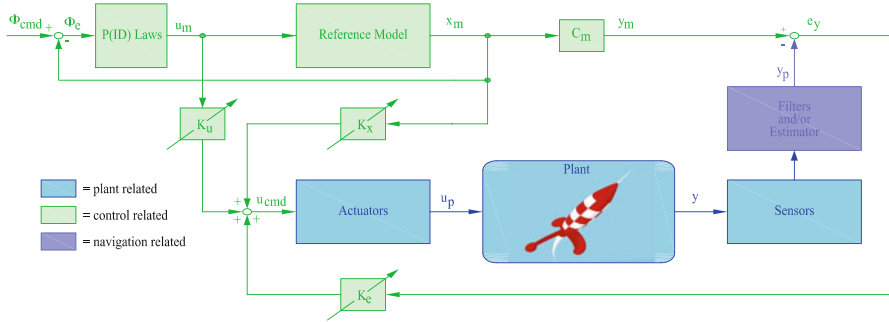 Φcmd + Φe
-
P(ID) Laws
um
Reference Model
xm
Cm
ym
+
-
ey
yp
Filters
and/or
Estimator
Ku
Kx
= plant related
= control related
= navigation related
+
+ +
ucmd
Actuators
up
Plant
y
Sensors
Ke